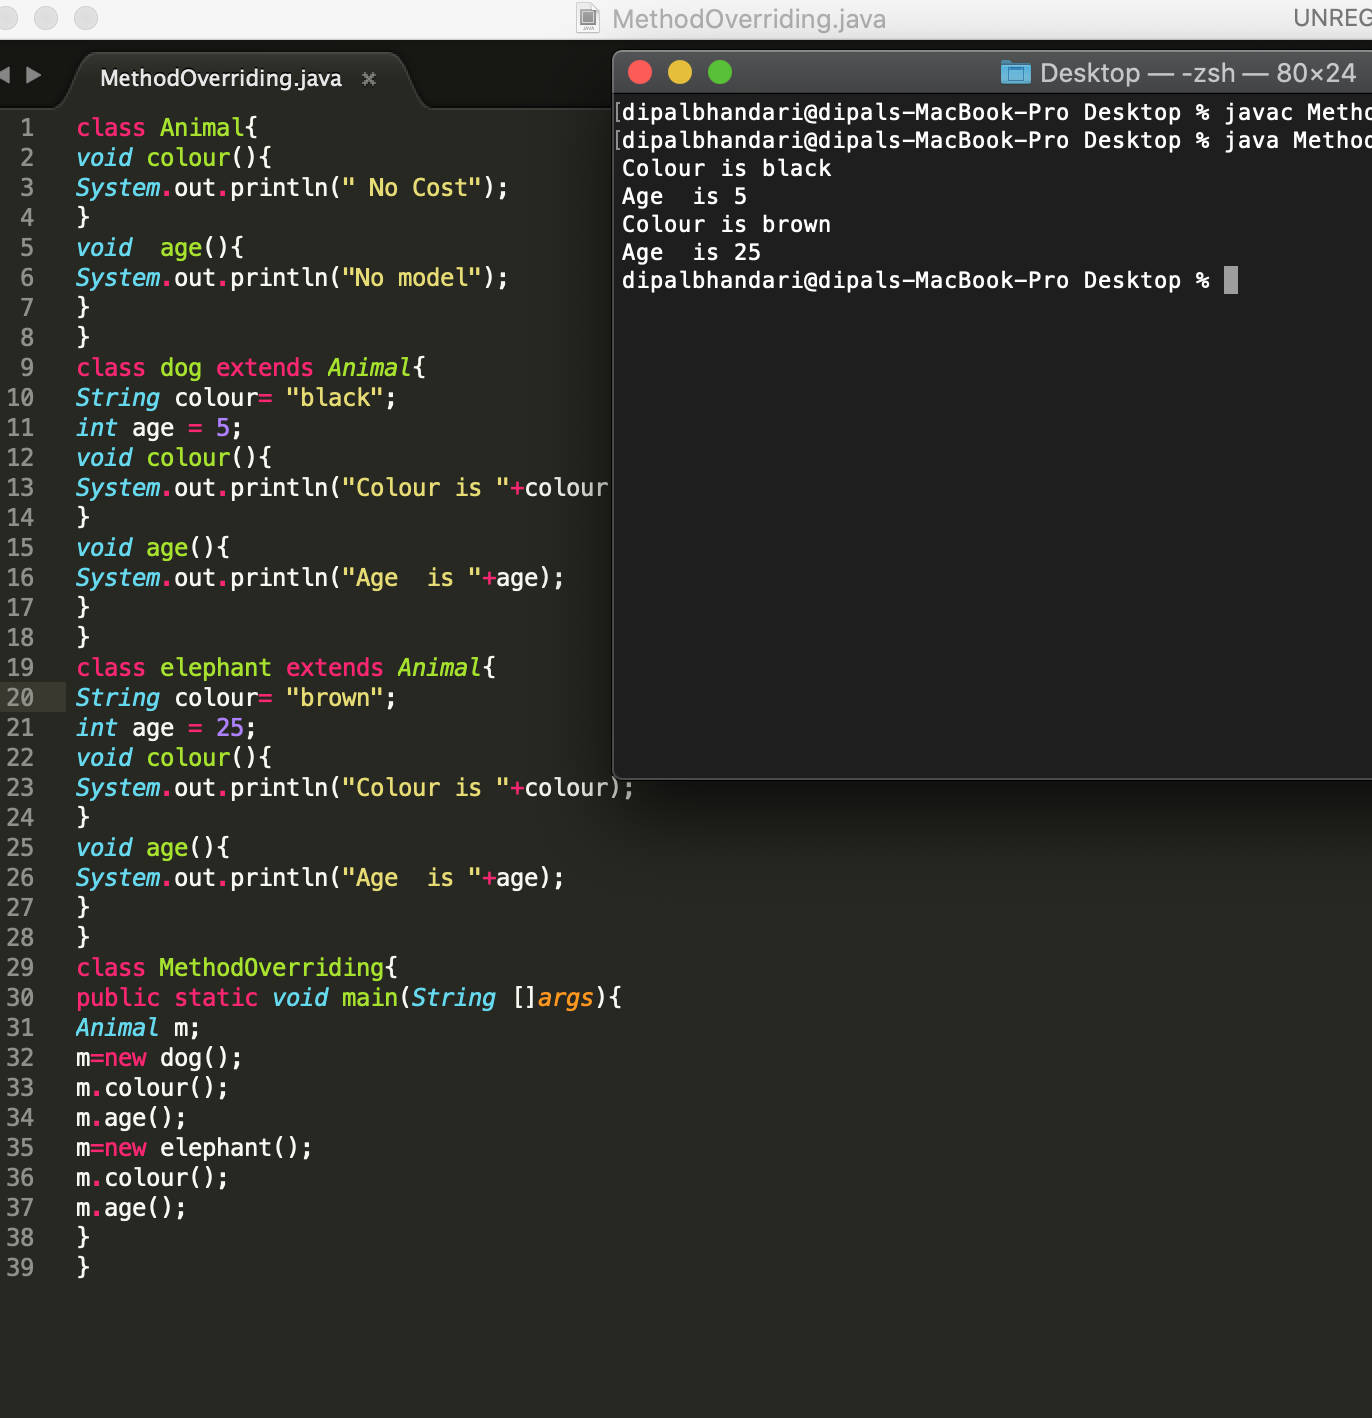 MethodOverriding.java
MethodOverriding.java
1 class Animal{
2 void colour(){
3 System.out.println(" No Cost");
4 }
5 void  age(){
6 System.out.println("No model");
7 }
8 }
9 class dog extends Animal{
10 String colour= "black";
11 int age = 5;
12 void colour(){
13 System.out.println("Colour is "+colour
14 }
15 void age(){
16 System.out.println("Age  is "+age);
17 }
18 }
19 class elephant extends Animal{
20 String colour= "brown";
21 int age = 25;
22 void colour(){
23 System.out.println("Colour is "+colour);
24 }
25 void age(){
26 System.out.println("Age  is "+age);
27 }
28 }
29 class MethodOverriding{
30 public static void main(String []args){
31 Animal m;
32 m=new dog();
33 m.colour();
34 m.age();
35 m=new elephant();
36 m.colour();
37 m.age();
38 }
39 }
Desktop — -zsh — 80×24
[dipalbhandari@dipals-MacBook-Pro Desktop % javac
[dipalbhandari@dipals-MacBook-Pro Desktop % java
Colour is black
Age  is 5
Colour is brown
Age  is 25
dipalbhandari@dipals-MacBook-Pro Desktop %